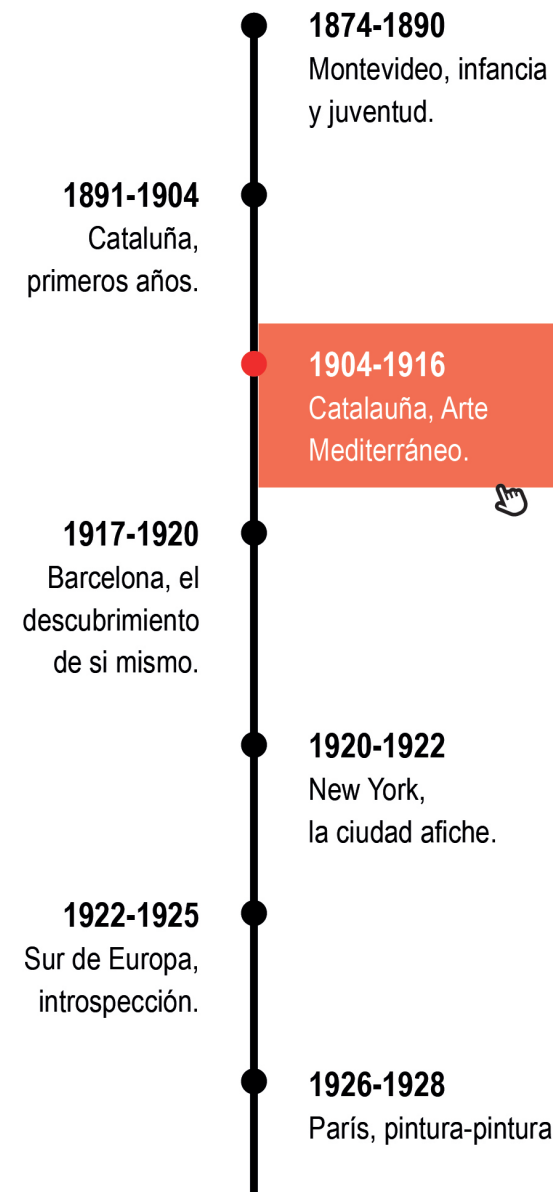 1874-1890
Montevideo, infancia
y juventud.
1891-1904
Cataluña,
primeros años.
1904-1916
Catalauña, Arte
Mediterráneo.
1917-1920
Barcelona, el
descubrimiento
de si mismo.
1920-1922
New York,
la ciudad afiche.
1922-1925
Sur de Europa,
introspección.
1926-1928
París, pintura-pintura